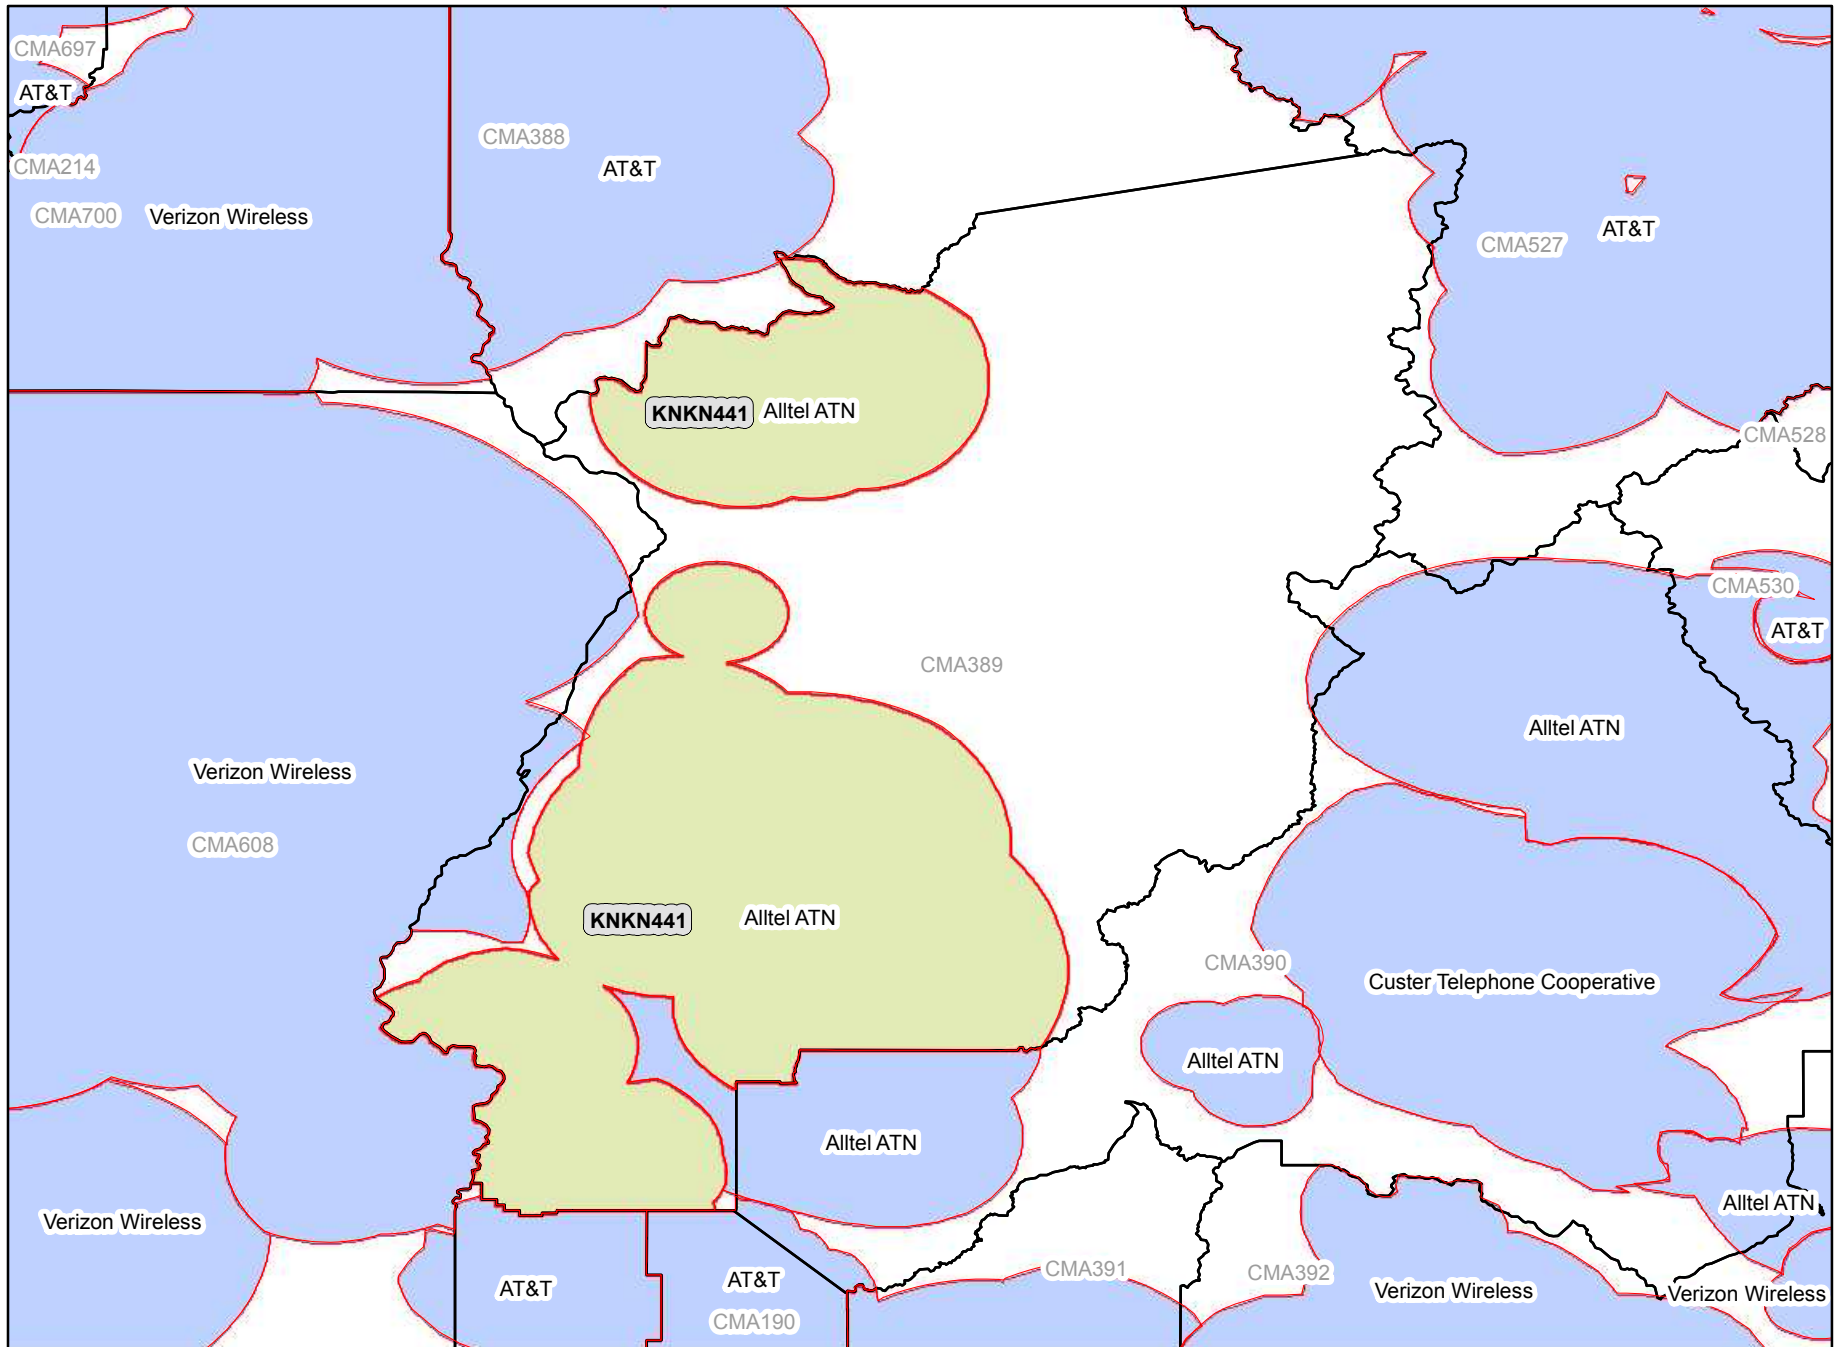 CMA697
AT&T
CMA388
AT&T
CMA214
CMA700
Verizon Wireless
CMA527
AT&T
KNKN441
Alltel ATN
CMA528
CMA530
AT&T
CMA389
Alltel ATN
Verizon Wireless
CMA608
KNKN441
Alltel ATN
CMA390
Custer Telephone Cooperative
Alltel ATN
Alltel ATN
Alltel ATN
Verizon Wireless
CMA391
CMA392
AT&T
AT&T
Verizon Wireless
Verizon Wireless
CMA190